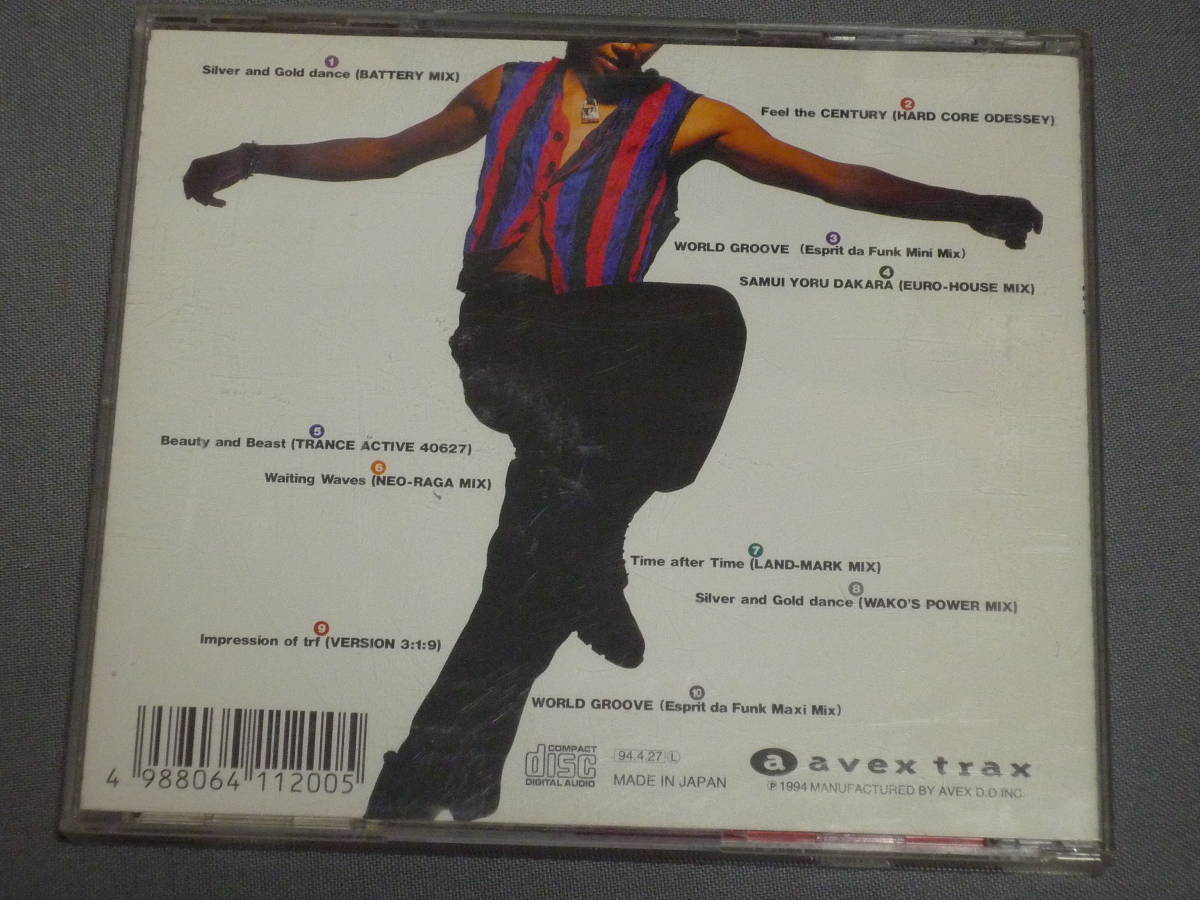 1
Silver and Gold dance (BATTERY MIX)
2
Feel the CENTURY (HARD CORE ODESSEY)
3
WORLD GROOVE (Esprit da Funk Mini Mix)
4
SAMUI YORU DAKARA (EURO-HOUSE MIX)
5
Beauty and Beast (TRANCE ACTIVE 40627)
6
Waiting Waves (NEO-RAGA MIX)
7
Time after Time (LAND-MARK MIX)
8
Silver and Gold dance (WAKO'S POWER MIX)
9
Impression of trf (VERSION 3:1:9)
10
WORLD GROOVE (Esprit da Funk Maxi Mix)
4 988064 112005
COMPACT
disc
DIGITAL AUDIO
94.4.27 L
MADE IN JAPAN
a avex trax
℗ 1994 MANUFACTURED BY AVEX D.D.INC.